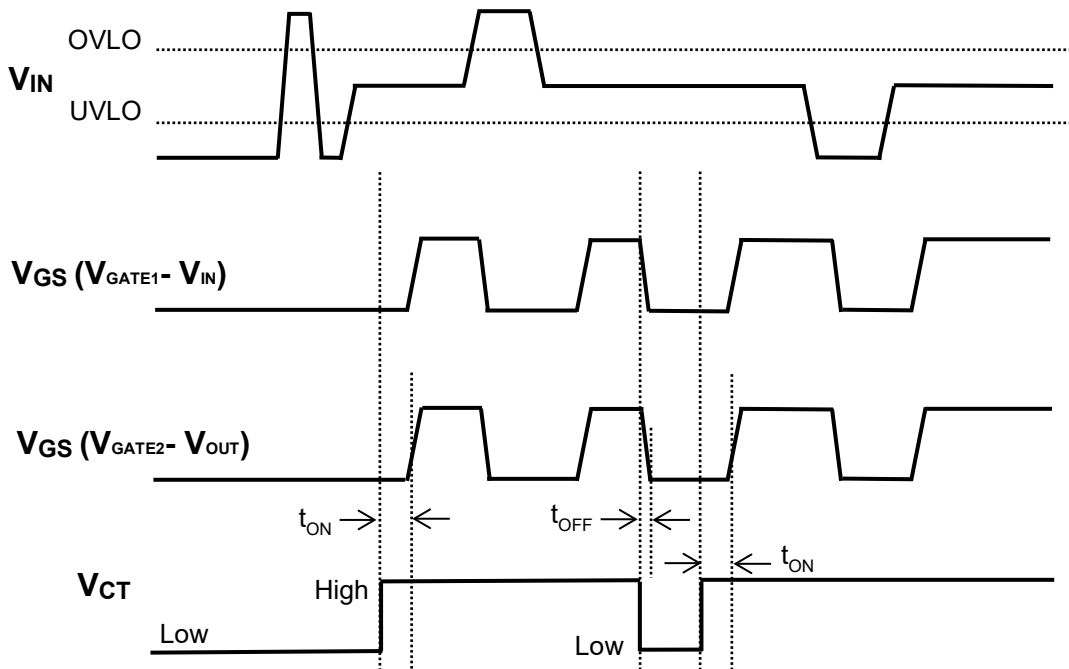 OVLO
VIN
UVLO
VGS (VGATE1- VIN)
VGS (VGATE2- VOUT)
tON
tOFF
tON
VCT
High
Low
Low